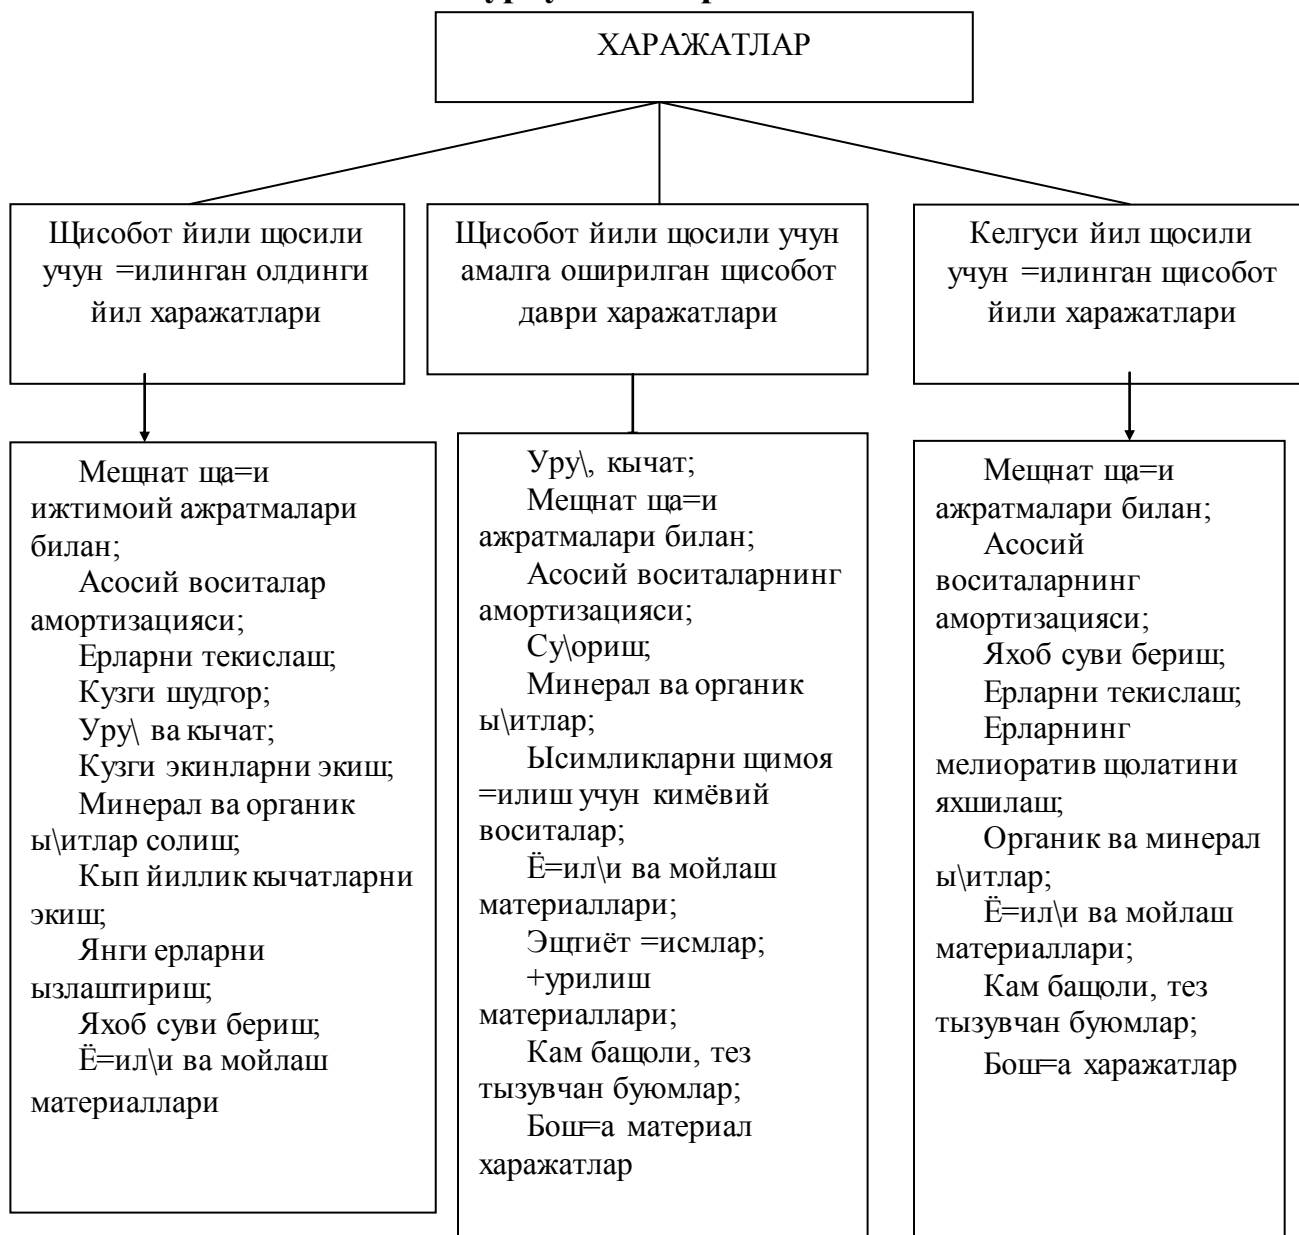 ХАРАЖАТЛАР
Щисобот йили щосили
учун =илинган олдинги
йил харажатлари
Щисобот йили щосили учун
амалга оширилган щисобот
даври харажатлари
Келгуси йил щосили
учун =илинган щисобот
йили харажатлари
Мещнат ща=и
ижтимоий ажратмалари
билан;
Асосий воситалар
амортизацияси;
Ерларни текислаш;
Кузги шудгор;
Уру\ ва кычат;
Кузги экинларни экиш;
Минерал ва органик
ы\итлар солиш;
Кып йиллик кычатларни
экиш;
Янги ерларни
ызлаштириш;
Яхоб суви бериш;
Ё=ил\и ва мойлаш
материаллари
Уру\, кычат;
Мещнат ща=и
ажратмалари билан;
Асосий воситаларнинг
амортизацияси;
Су\ориш;
Минерал ва органик
ы\итлар;
Ысимликларни щимоя
=илиш учун кимёвий
воситалар;
Ё=ил\и ва мойлаш
материаллари;
Эщтиёт =исмлар;
+урилиш
материаллари;
Кам бащоли, тез
тызувчан буюмлар;
Бош=а материал
харажатлар
Мещнат ща=и
ажратмалари билан;
Асосий
воситаларнинг
амортизацияси;
Яхоб суви бериш;
Ерларни текислаш;
Ерларнинг
мелиоратив щолатини
яхшилаш;
Органик ва минерал
ы\итлар;
Ё=ил\и ва мойлаш
материаллари;
Кам бащоли, тез
тызувчан буюмлар;
Бош=а харажатлар